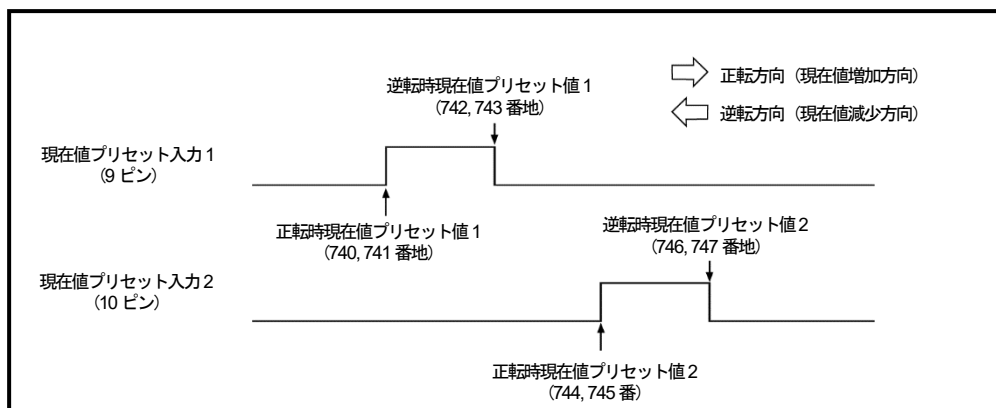 正転方向（現在値増加方向）
逆転方向（現在値減少方向）
逆転時現在値プリセット値1
（742, 743 番地）
現在値プリセット入力1
（9 ピン）
正転時現在値プリセット値1
（740, 741 番地）
逆転時現在値プリセット値2
（746, 747 番地）
現在値プリセット入力2
（10 ピン）
正転時現在値プリセット値2
（744, 745 番）